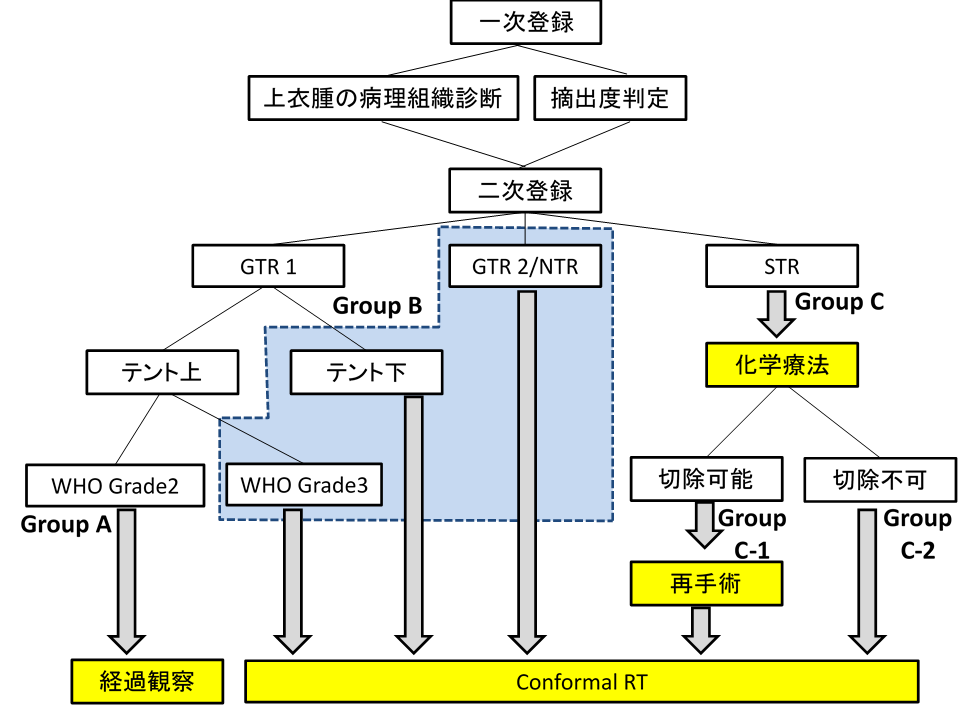 一次登録
上衣腫の病理組織診断
摘出度判定
二次登録
GTR 1
GTR 2/NTR
STR
Group B
Group C
テント上
テント下
化学療法
WHO Grade2
WHO Grade3
切除可能
切除不可
Group A
Group
C-1
Group
C-2
再手術
経過観察
Conformal RT